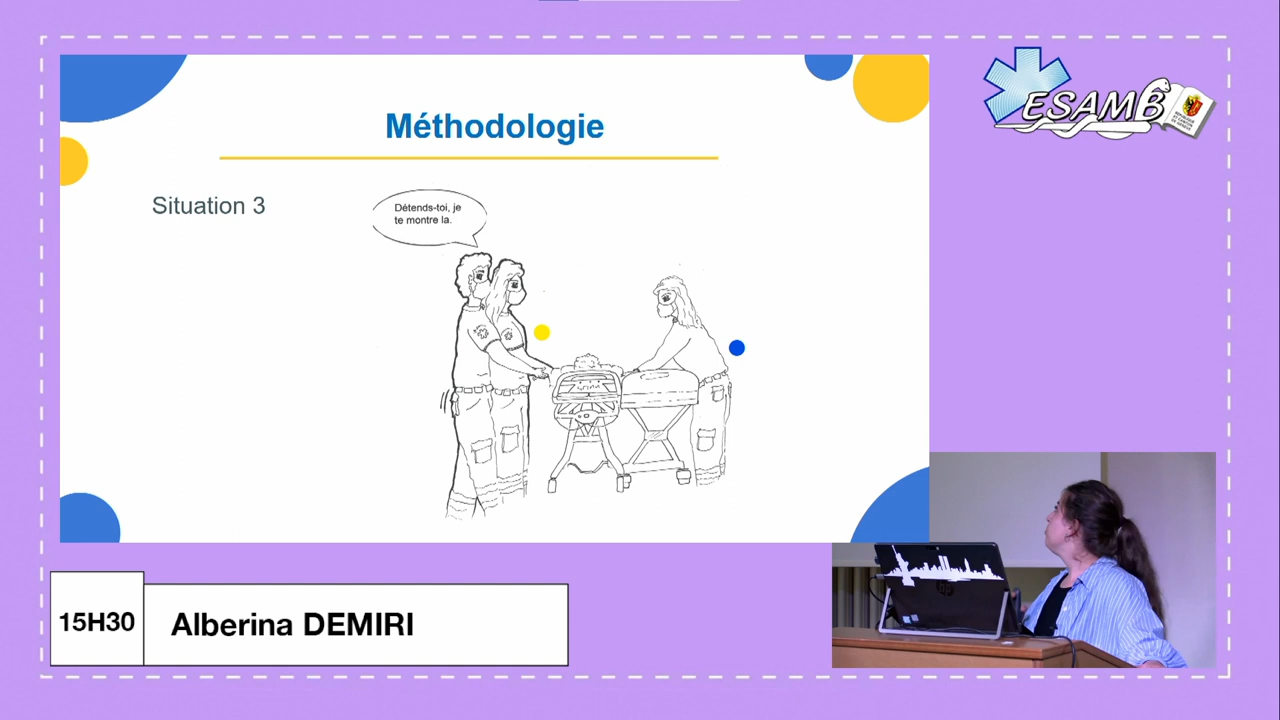 Méthodologie
Situation 3
Détends-toi, je
te montre la.
ESAMB
15H30
Alberina DEMIRI